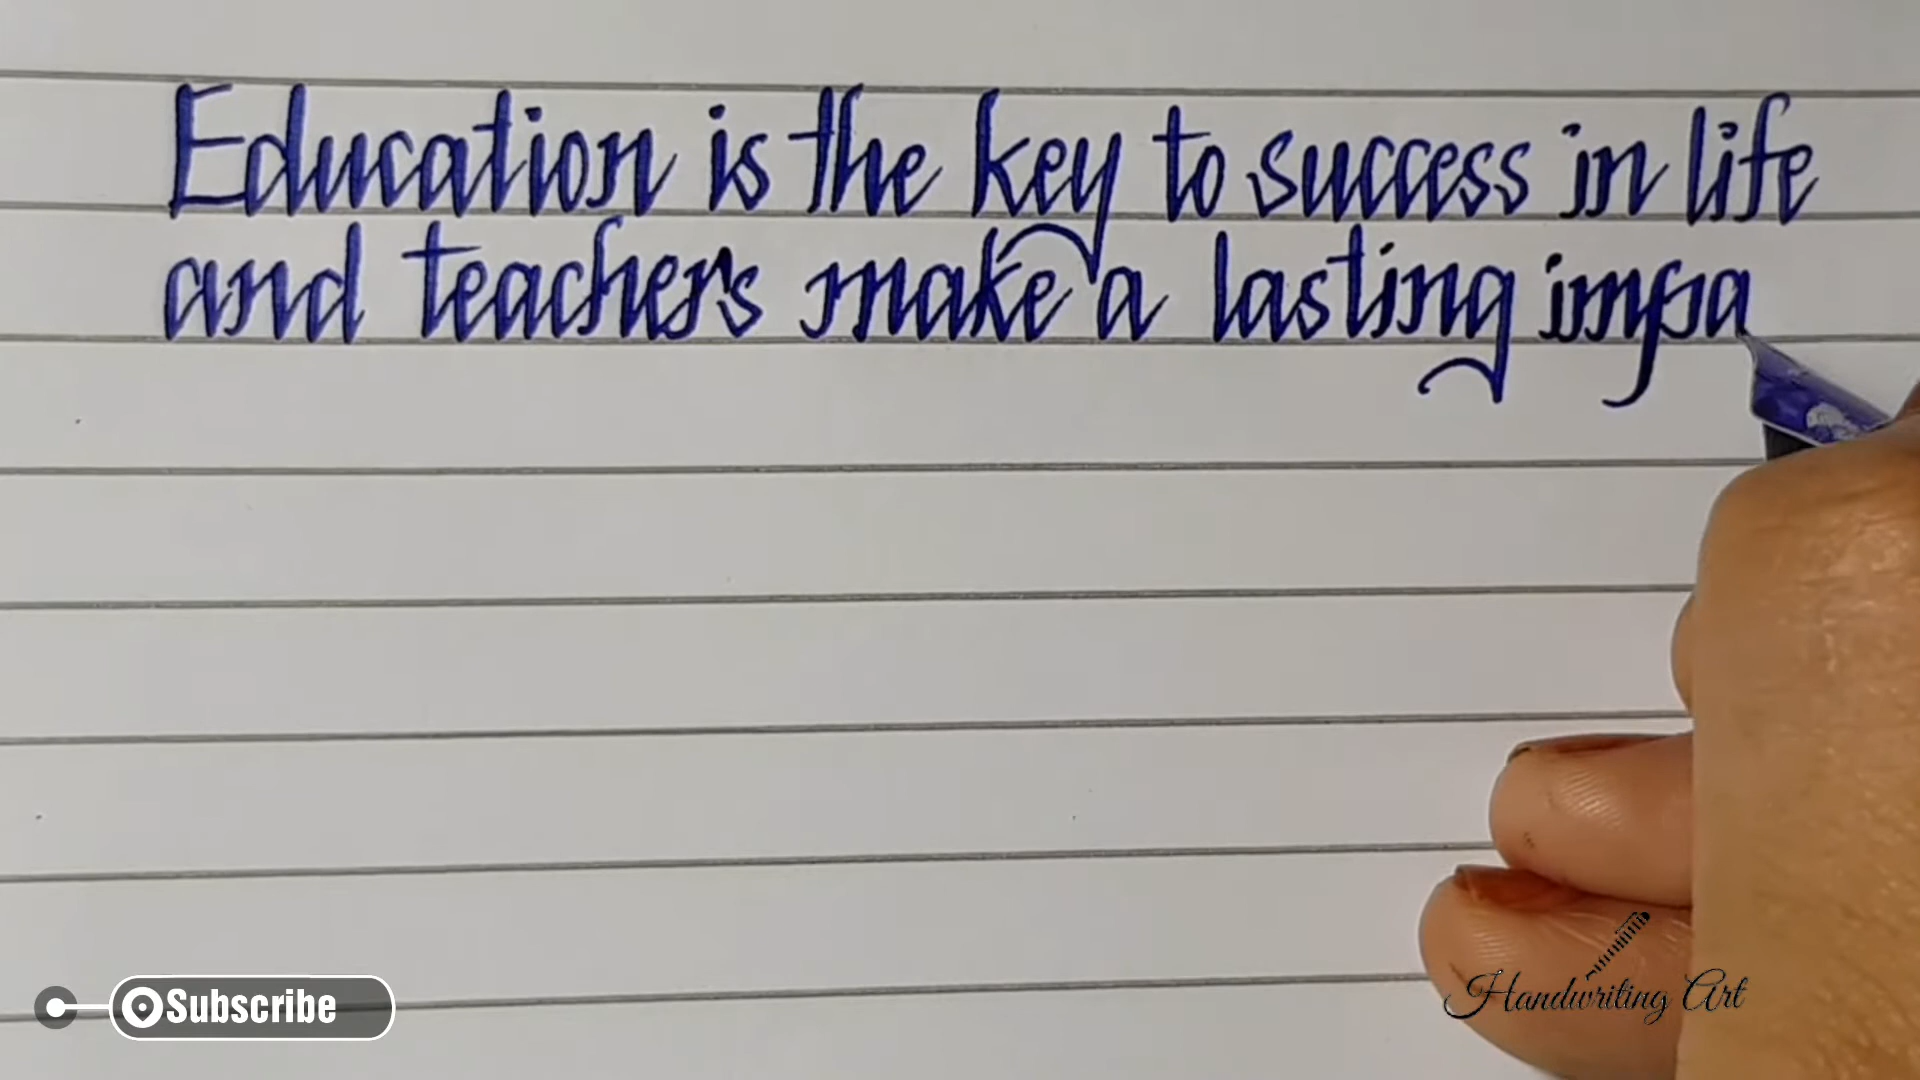 Education is the key to success in life
and teachers make a lasting impa
Subscribe
Handwriting Art